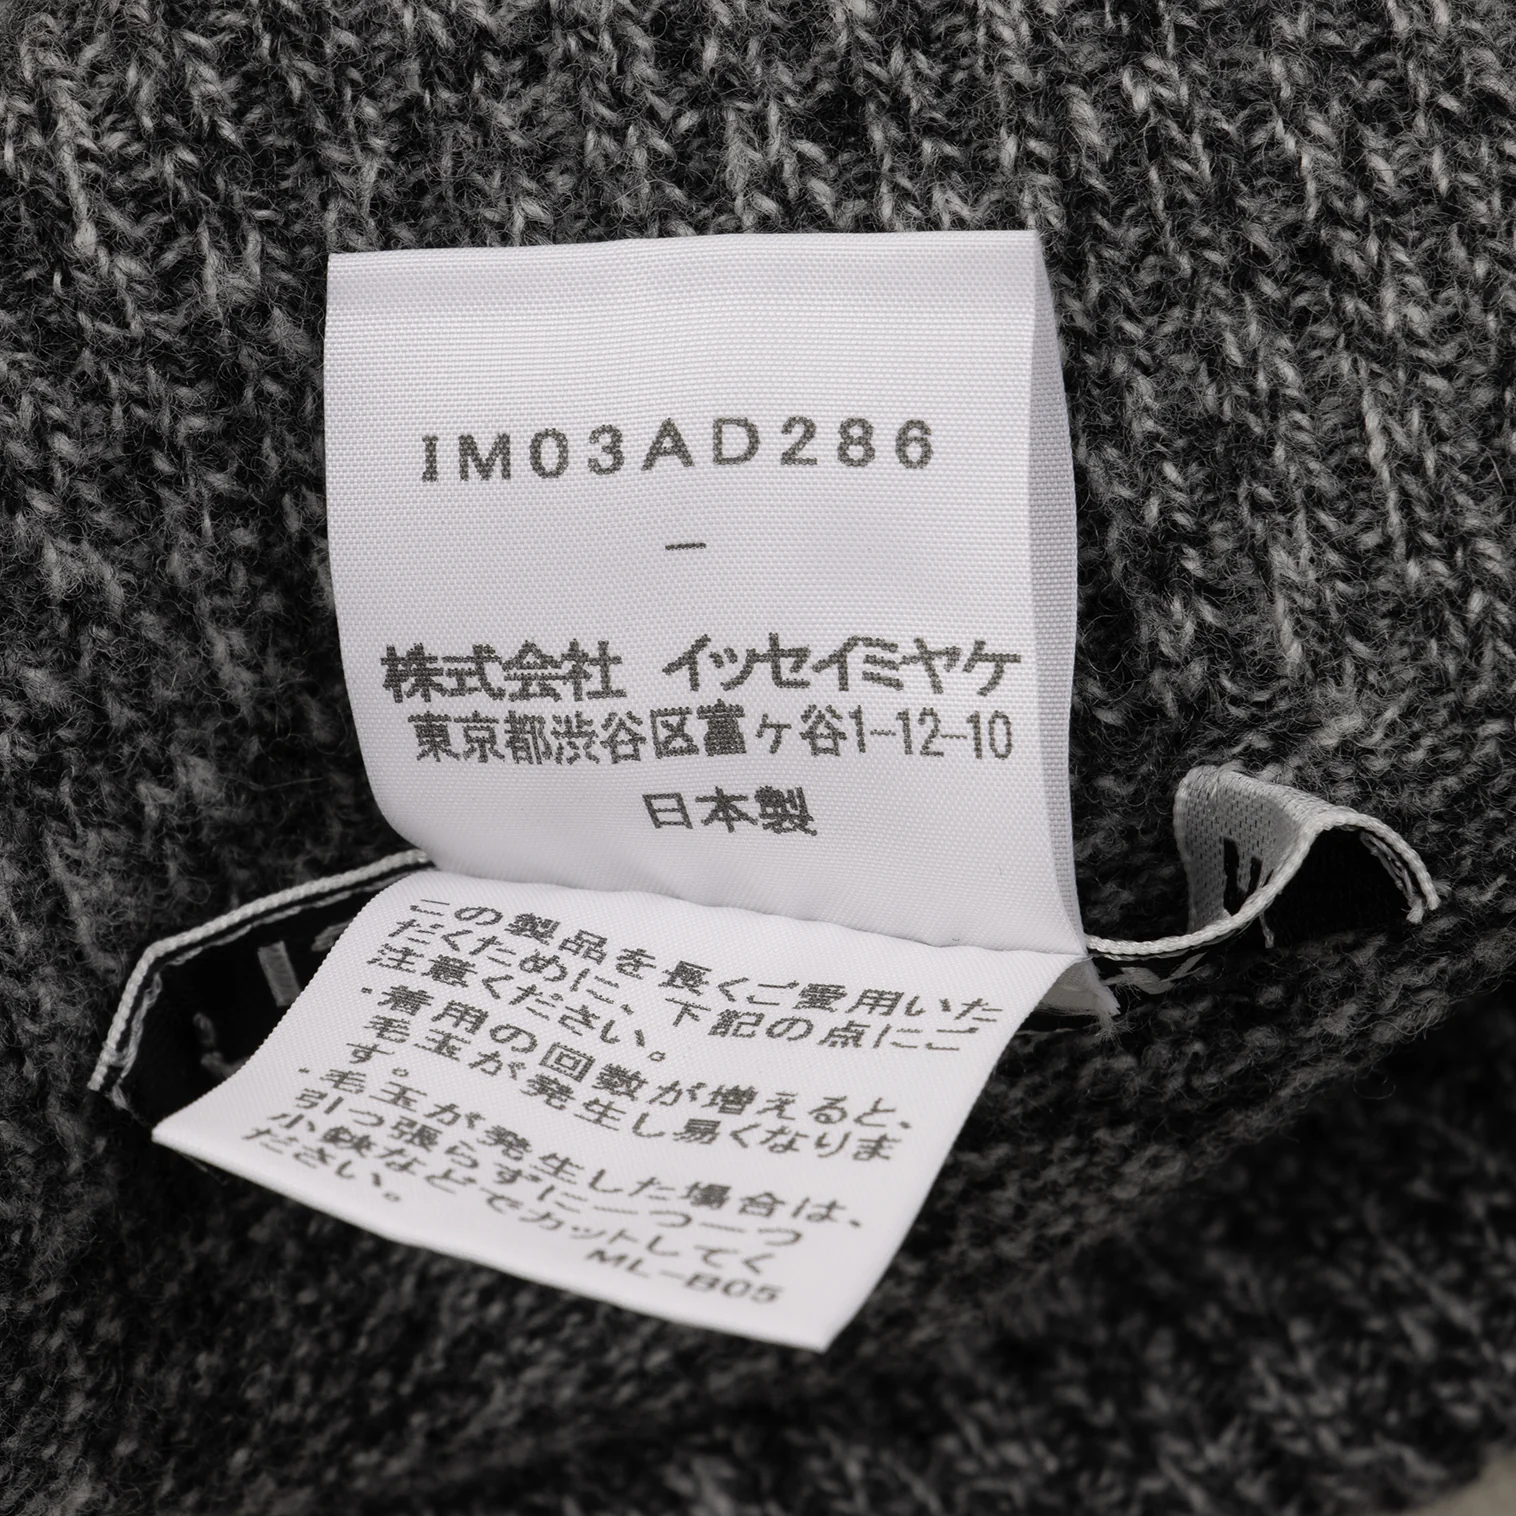 IM03AD286
—
株式会社 イッセイミヤケ
東京都渋谷区富ヶ谷1-12-10
日本製
この製品を長くご愛用いた
だくために、下記の点にご
注意ください。
・着用の回数が増えると、
毛玉が発生し易くなりま
す。
・毛玉が発生した場合は、
引っ張らずに一つ一つ
小鋏などでカットしてく
ださい。
ML-B05